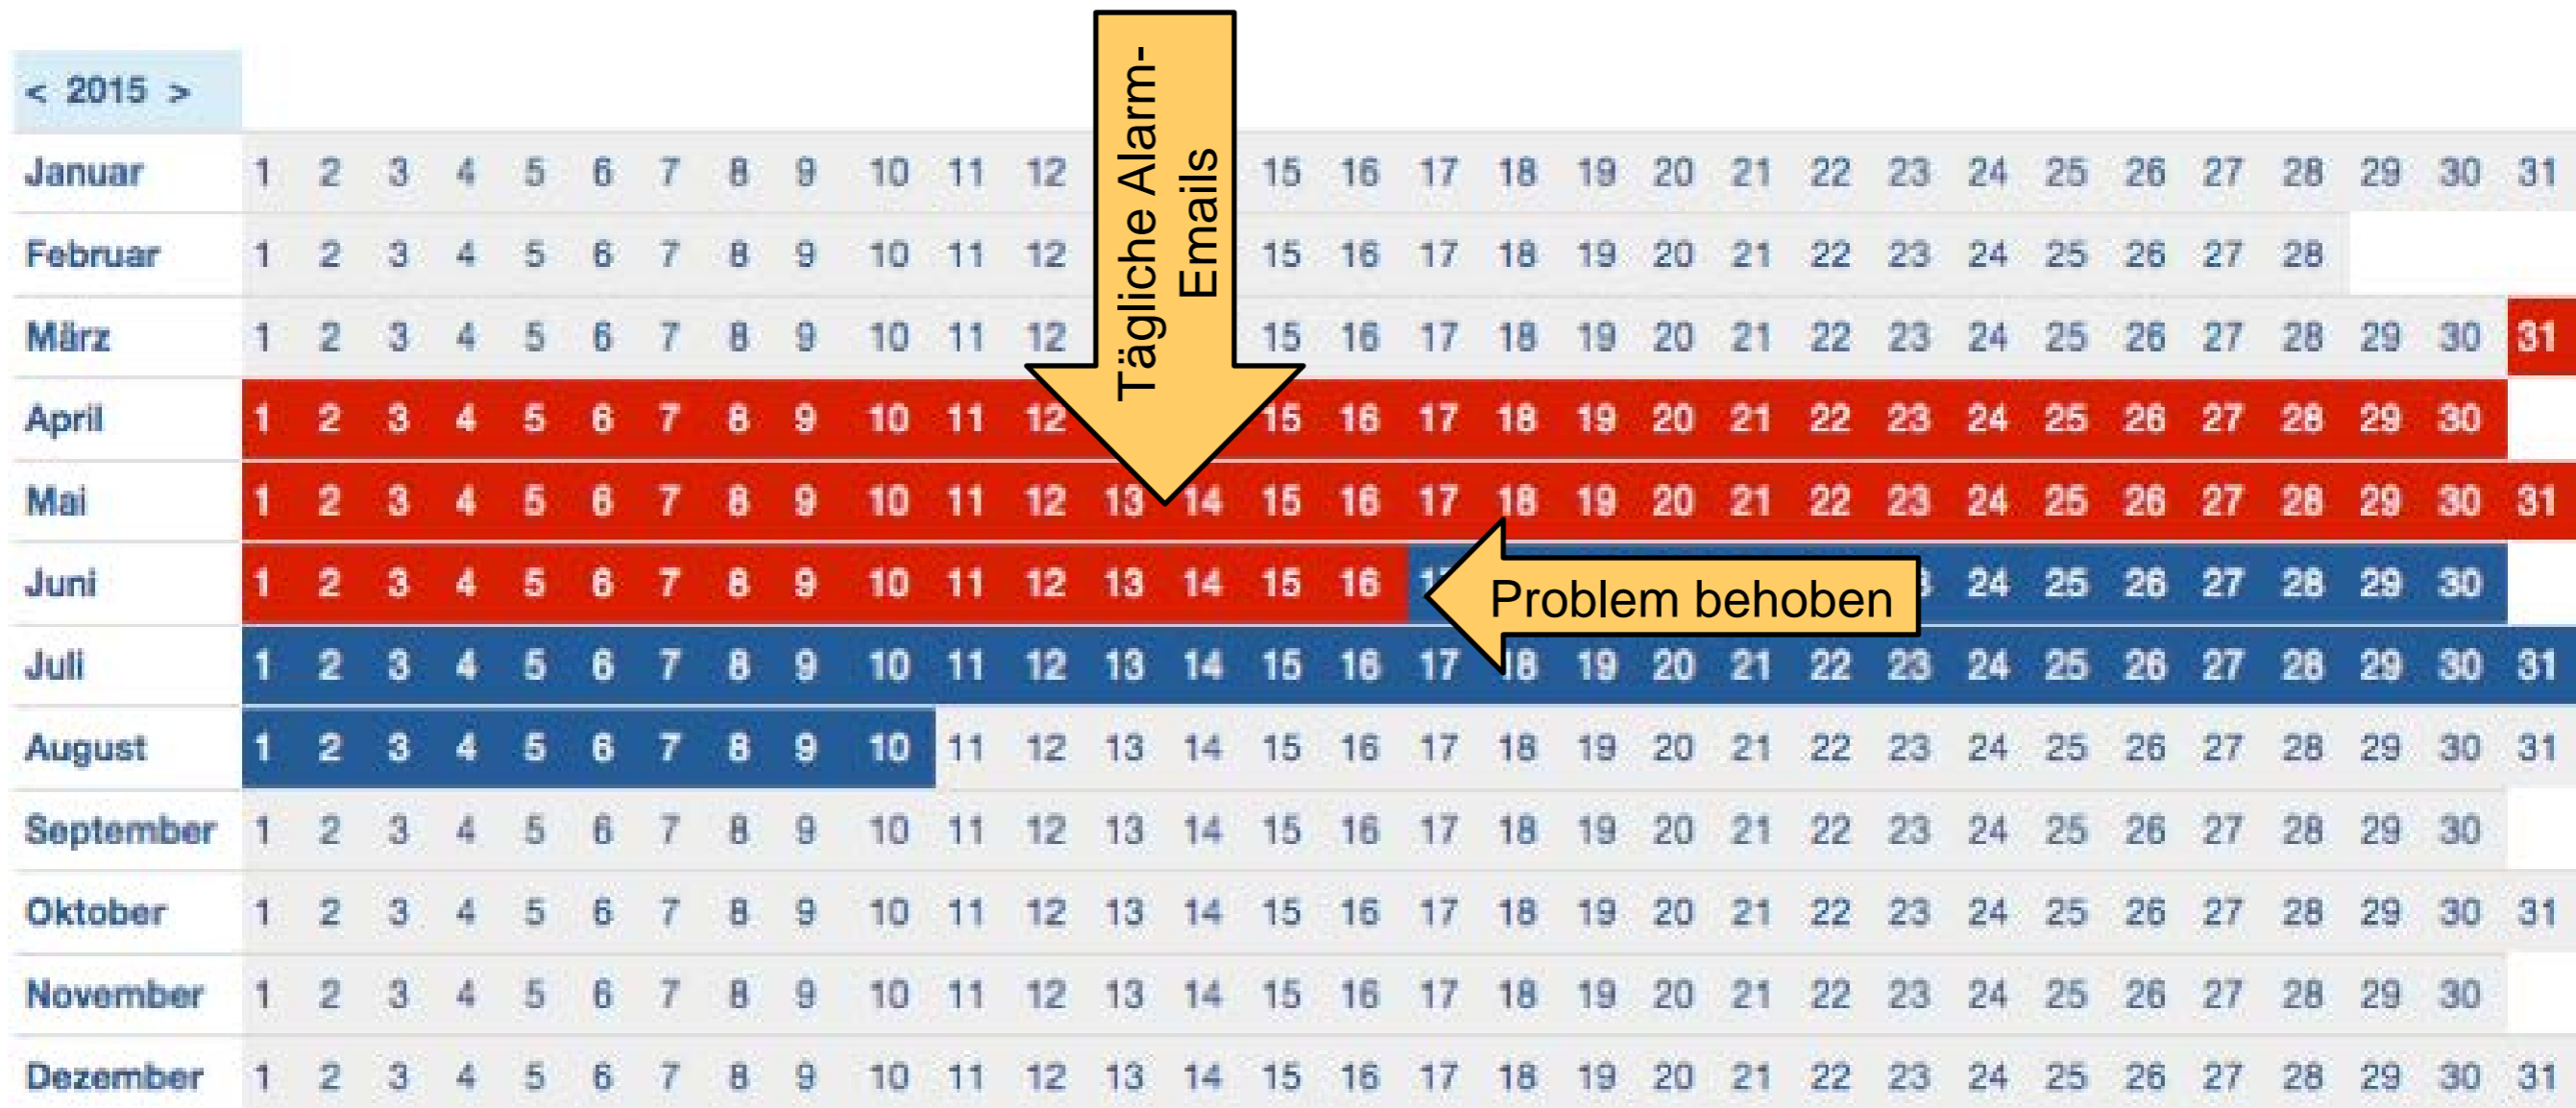 < 2015 >
Tägliche Alarm-
Emails
Januar 1 2 3 4 5 6 7 8 9 10 11 12 15 16 17 18 19 20 21 22 23 24 25 26 27 28 29 30 31
Februar 1 2 3 4 5 6 7 8 9 10 11 12 15 16 17 18 19 20 21 22 23 24 25 26 27 28
März 1 2 3 4 5 6 7 8 9 10 11 12 15 16 17 18 19 20 21 22 23 24 25 26 27 28 29 30 31
April 1 2 3 4 5 6 7 8 9 10 11 12 15 16 17 18 19 20 21 22 23 24 25 26 27 28 29 30
Mai 1 2 3 4 5 6 7 8 9 10 11 12 13 14 15 16 17 18 19 20 21 22 23 24 25 26 27 28 29 30 31
Juni 1 2 3 4 5 6 7 8 9 10 11 12 13 14 15 16 Problem behoben 24 25 26 27 28 29 30
Juli 1 2 3 4 5 6 7 8 9 10 11 12 13 14 15 16 17 18 19 20 21 22 23 24 25 26 27 28 29 30 31
August 1 2 3 4 5 6 7 8 9 10 11 12 13 14 15 16 17 18 19 20 21 22 23 24 25 26 27 28 29 30 31
September 1 2 3 4 5 6 7 8 9 10 11 12 13 14 15 16 17 18 19 20 21 22 23 24 25 26 27 28 29 30
Oktober 1 2 3 4 5 6 7 8 9 10 11 12 13 14 15 16 17 18 19 20 21 22 23 24 25 26 27 28 29 30 31
November 1 2 3 4 5 6 7 8 9 10 11 12 13 14 15 16 17 18 19 20 21 22 23 24 25 26 27 28 29 30
Dezember 1 2 3 4 5 6 7 8 9 10 11 12 13 14 15 16 17 18 19 20 21 22 23 24 25 26 27 28 29 30 31